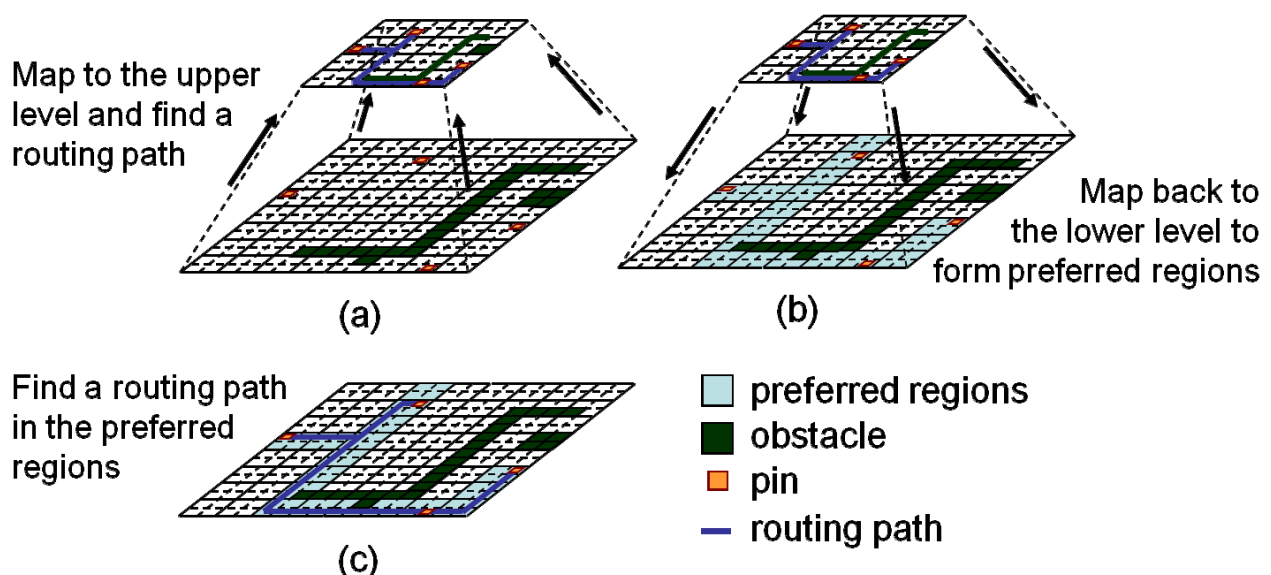 Map to the upper
level and find a
routing path
(a)
Map back to
the lower level to
form preferred regions
(b)
Find a routing path
in the preferred
regions
(c)
preferred regions
obstacle
pin
routing path